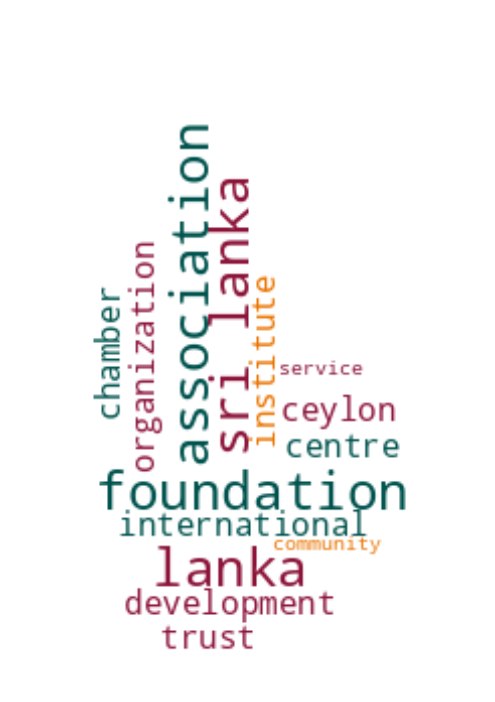 association
sri lanka
organization
chamber
institute
service
ceylon
centre
foundation
international
community
lanka
development
trust